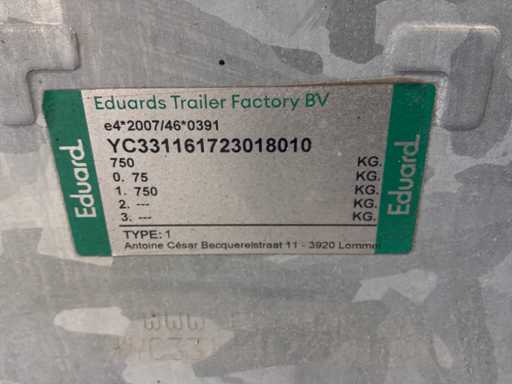 Eduards Trailer Factory BV
e4*2007/46*0391
YC331161723018010
750 KG.
0. 75 KG.
1. 750 KG.
2. --- KG.
3. --- KG.
TYPE: 1
Antoine César Becquerelstraat 11 - 3920 Lommel
Eduard
Eduard